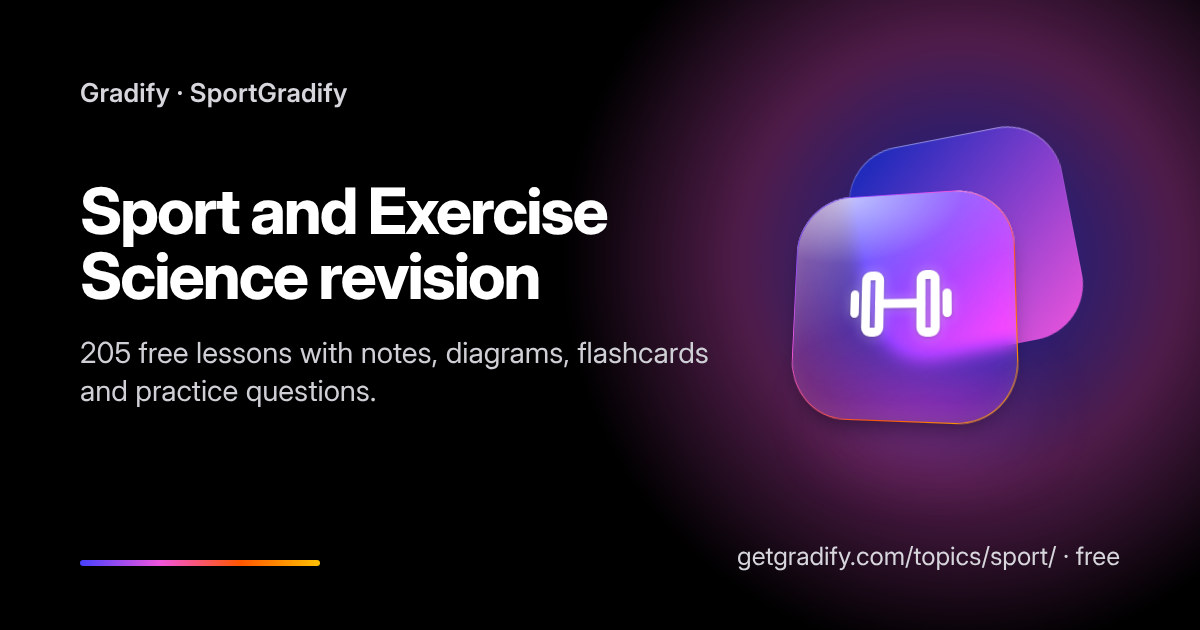 Gradify · SportGradify
Sport and Exercise
Science revision
205 free lessons with notes, diagrams, flashcards
and practice questions.
getgradify.com/topics/sport/ · free